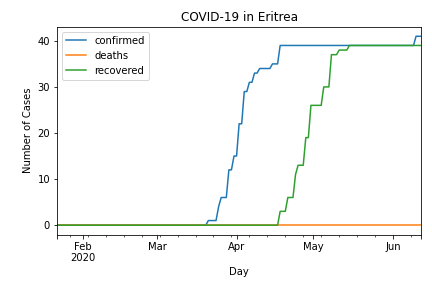 COVID-19 in Eritrea
confirmed
deaths
recovered
Number of Cases
40
30
20
10
0
Feb
2020
Mar
Apr
May
Jun
Day